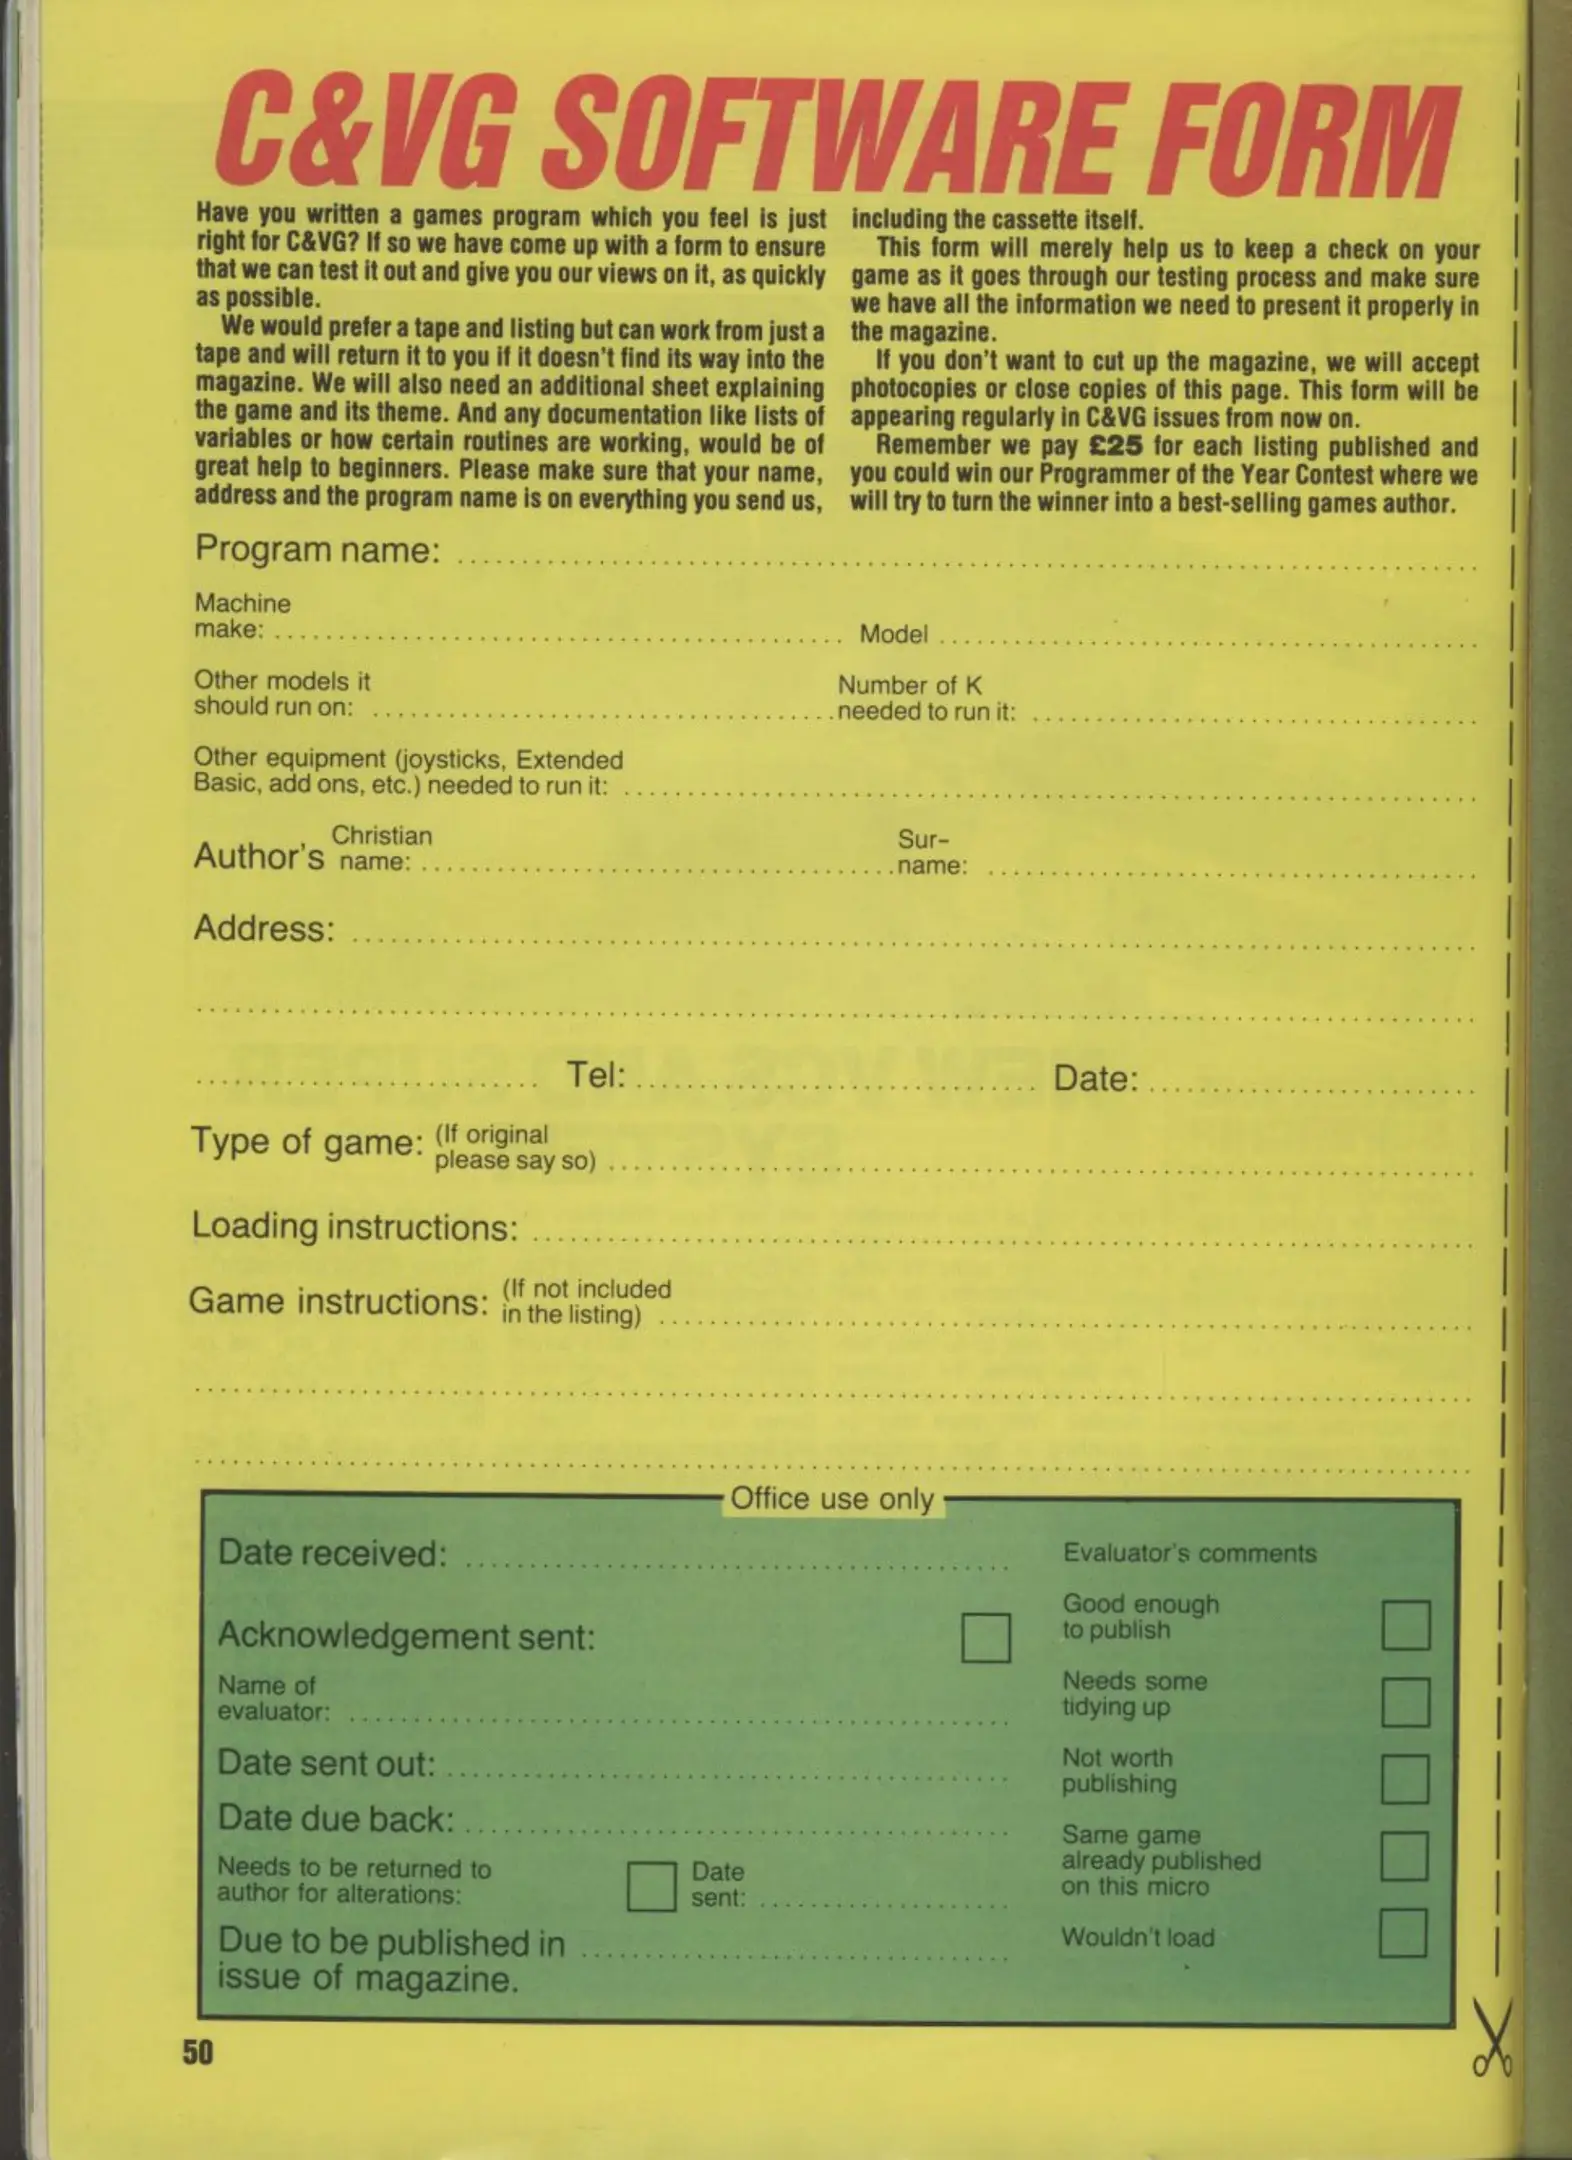 C&VG SOFTWARE FORM
Have you written a games program which you feel is just
right for C&VG? If so we have come up with a form to ensure
that we can test it out and give you our views on it, as quickly
as possible.
We would prefer a tape and listing but can work from just a
tape and will return it to you if it doesn't find its way into the
magazine. We will also need an additional sheet explaining
the game and its theme. And any documentation like lists of
variables or how certain routines are working, would be of
great help to beginners. Please make sure that your name,
address and the program name is on everything you send us,
including the cassette itself.
This form will merely help us to keep a check on your
game as it goes through our testing process and make sure
we have all the information we need to present it properly in
the magazine.
If you don't want to cut up the magazine, we will accept
photocopies or close copies of this page. This form will be
appearing regularly in C&VG issues from now on.
Remember we pay £25 for each listing published and
you could win our Programmer of the Year Contest where we
will try to turn the winner into a best-selling games author.
Program name:
Machine
make: Model
Other models it
should run on:
Number of K
needed to run it:
Other equipment (joysticks, Extended
Basic, add ons, etc.) needed to run it:
Author's Christian
name:
Sur-
name:
Address:
Tel: Date:
Type of game: (If original
please say so)
Loading instructions:
Game instructions: (If not included
in the listing)
Office use only
Date received:
Acknowledgement sent:
Name of
evaluator:
Date sent out:
Date due back:
Needs to be returned to
author for alterations:
Date
sent:
Due to be published in
issue of magazine.
Evaluator's comments
Good enough
to publish
Needs some
tidying up
Not worth
publishing
Same game
already published
on this micro
Wouldn't load
50